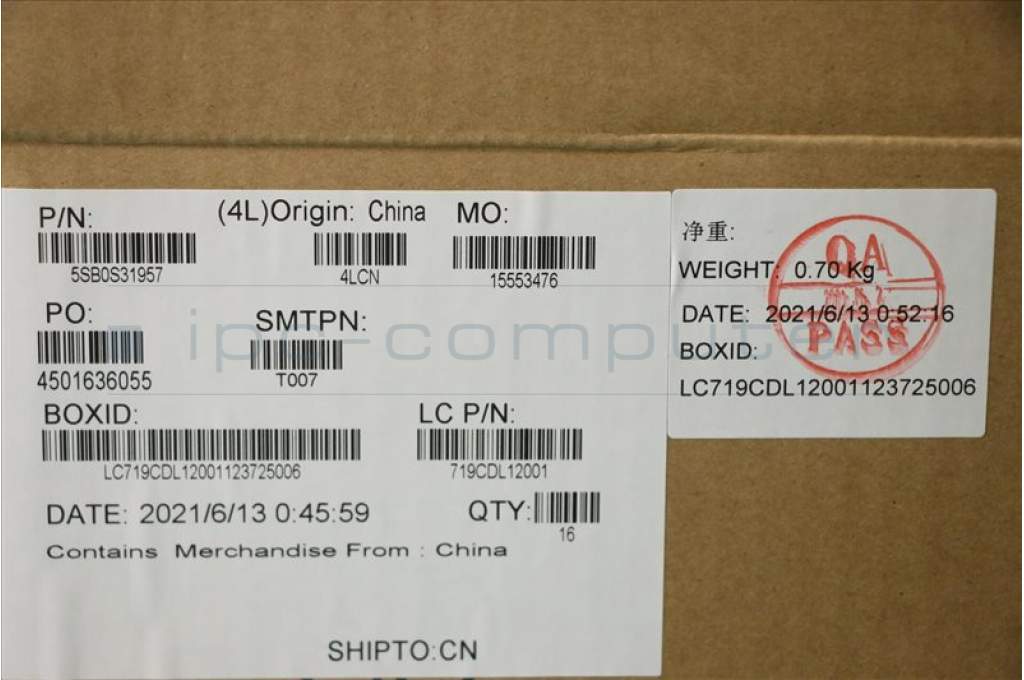 P/N:
5SB0S31957
(4L)Origin: China
4LCN
MO:
15553476
PO:
4501636055
SMTPN:
T007
BOXID:
LC719CDL12001123725006
LC P/N:
719CDL12001
DATE: 2021/6/13 0:45:59
QTY:
16
Contains Merchandise From : China
SHIPTO:CN
净重:
WEIGHT: 0.70 Kg
DATE: 2021/6/13 0:52:16
BOXID:
LC719CDL12001123725006
QA
PASS
ipc-compute